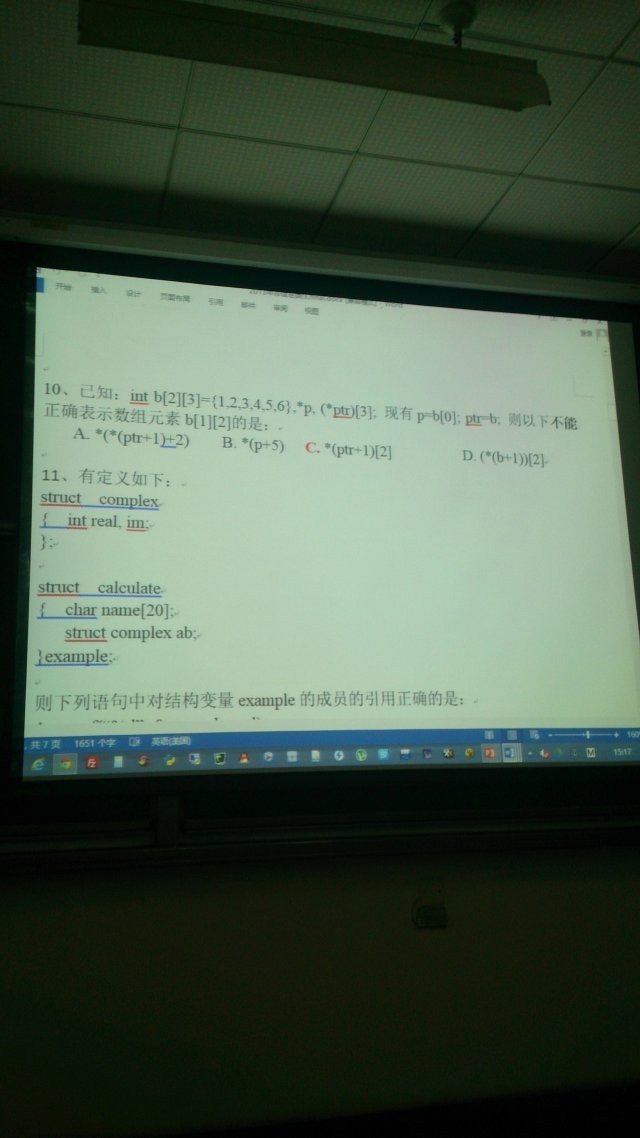 开始 插入 设计 页面布局 引用 邮件 审阅 视图
10、已知：int b[2][3]={1,2,3,4,5,6},*p, (*ptr)[3]; 现有 p=b[0]; ptr=b; 则以下不能
正确表示数组元素 b[1][2]的是：
A. *(*(ptr+1)+2) B. *(p+5) C. *(ptr+1)[2] D. (*(b+1))[2]
11、有定义如下：
struct complex
{ int real, im;
};
struct calculate
{ char name[20];
struct complex ab;
}example;
则下列语句中对结构变量 example 的成员的引用正确的是：
共 7 页 1651 个字 英语(美国)
15:17